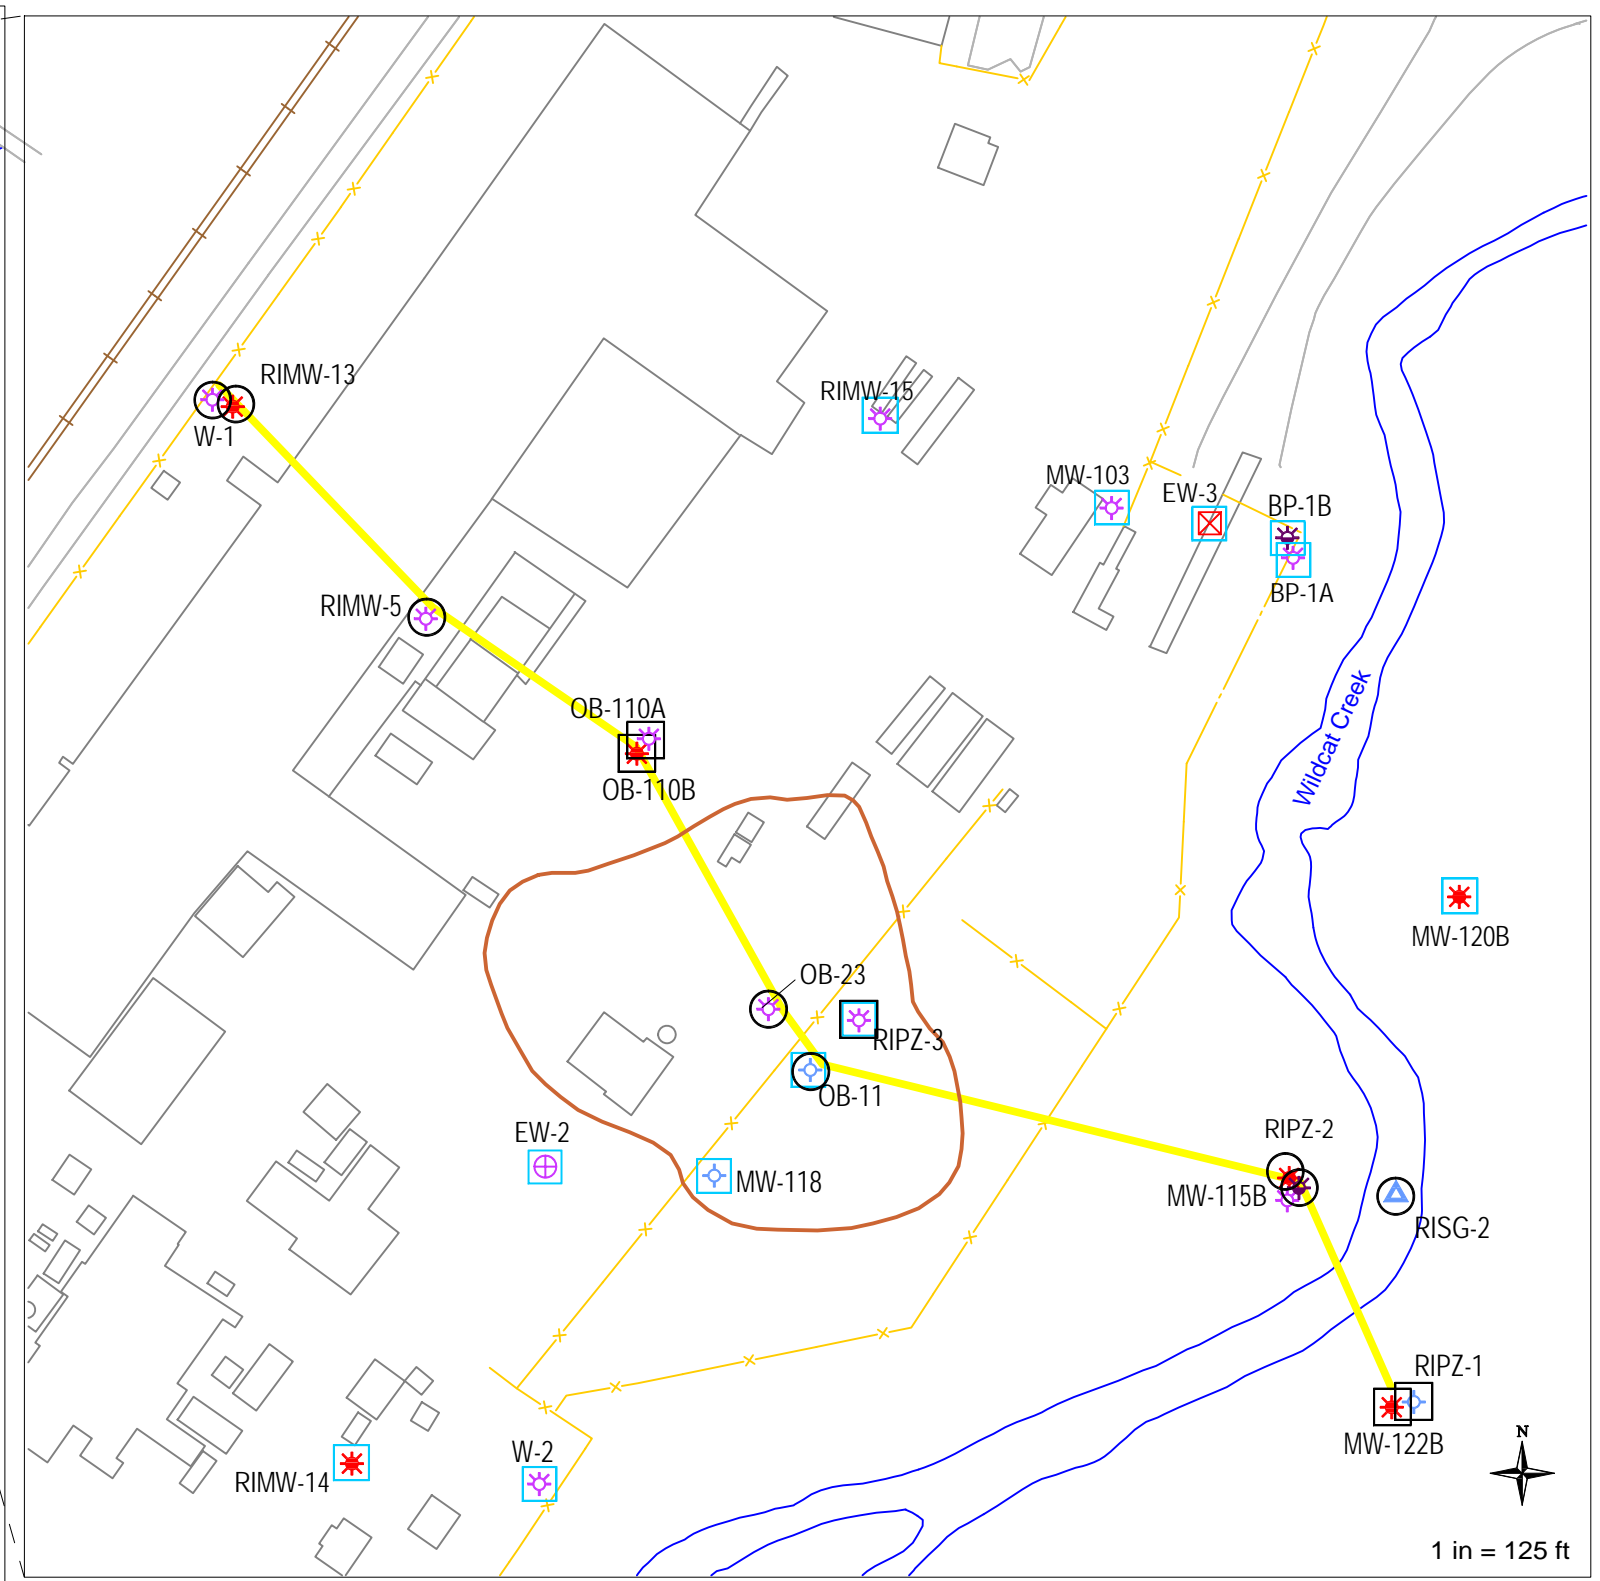 RIMW-13
W-1
RIMW-15
MW-103
EW-3
BP-1B
BP-1A
RIMW-5
OB-110A
OB-110B
Wildcat Creek
MW-120B
OB-23
RIPZ-3
OB-11
EW-2
MW-118
RIPZ-2
MW-115B
RISG-2
RIPZ-1
MW-122B
W-2
RIMW-14
N
1 in = 125 ft